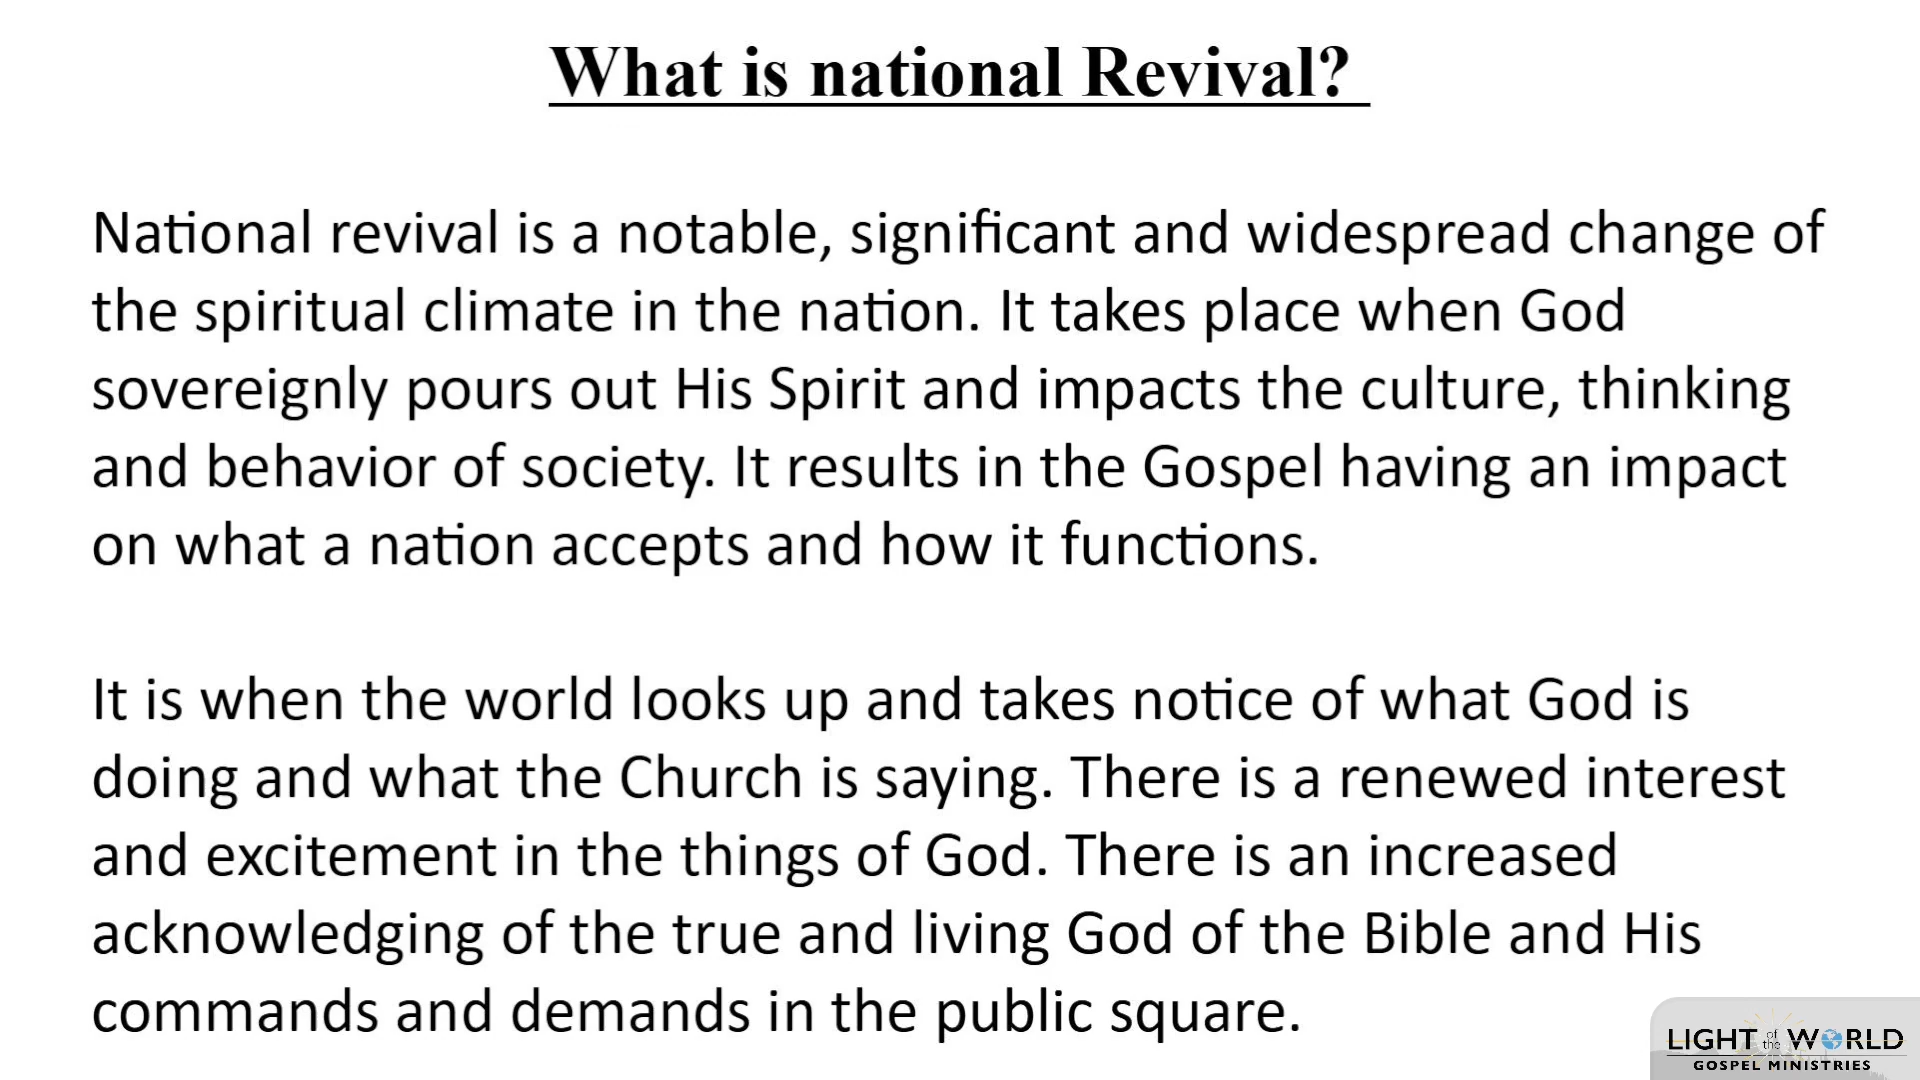 What is national Revival?
National revival is a notable, significant and widespread change of
the spiritual climate in the nation. It takes place when God
sovereignly pours out His Spirit and impacts the culture, thinking
and behavior of society. It results in the Gospel having an impact
on what a nation accepts and how it functions.
It is when the world looks up and takes notice of what God is
doing and what the Church is saying. There is a renewed interest
and excitement in the things of God. There is an increased
acknowledging of the true and living God of the Bible and His
commands and demands in the public square.
LIGHT of the WORLD
GOSPEL MINISTRIES